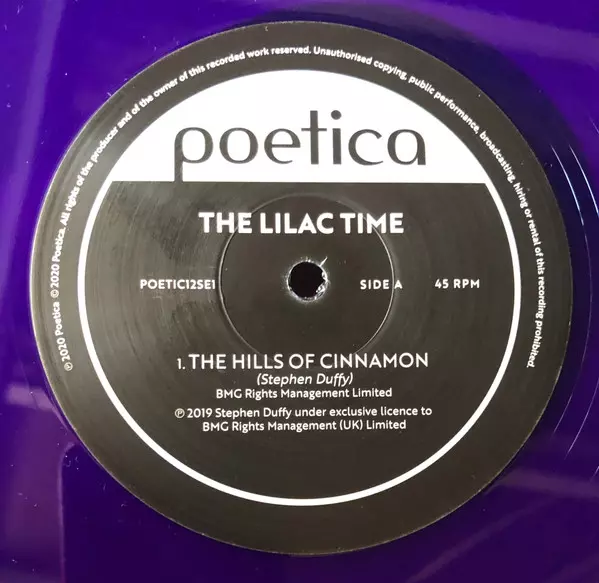 ℗ 2020 Poetica © 2020 Poetica. All rights of the producer and of the owner of this recorded work reserved. Unauthorised copying, public performance, broadcasting, hiring or rental of this recording prohibited.
poetica
THE LILAC TIME
POETIC12SE1 SIDE A 45 RPM
1. THE HILLS OF CINNAMON
(Stephen Duffy)
BMG Rights Management Limited
℗ 2019 Stephen Duffy under exclusive licence to
BMG Rights Management (UK) Limited